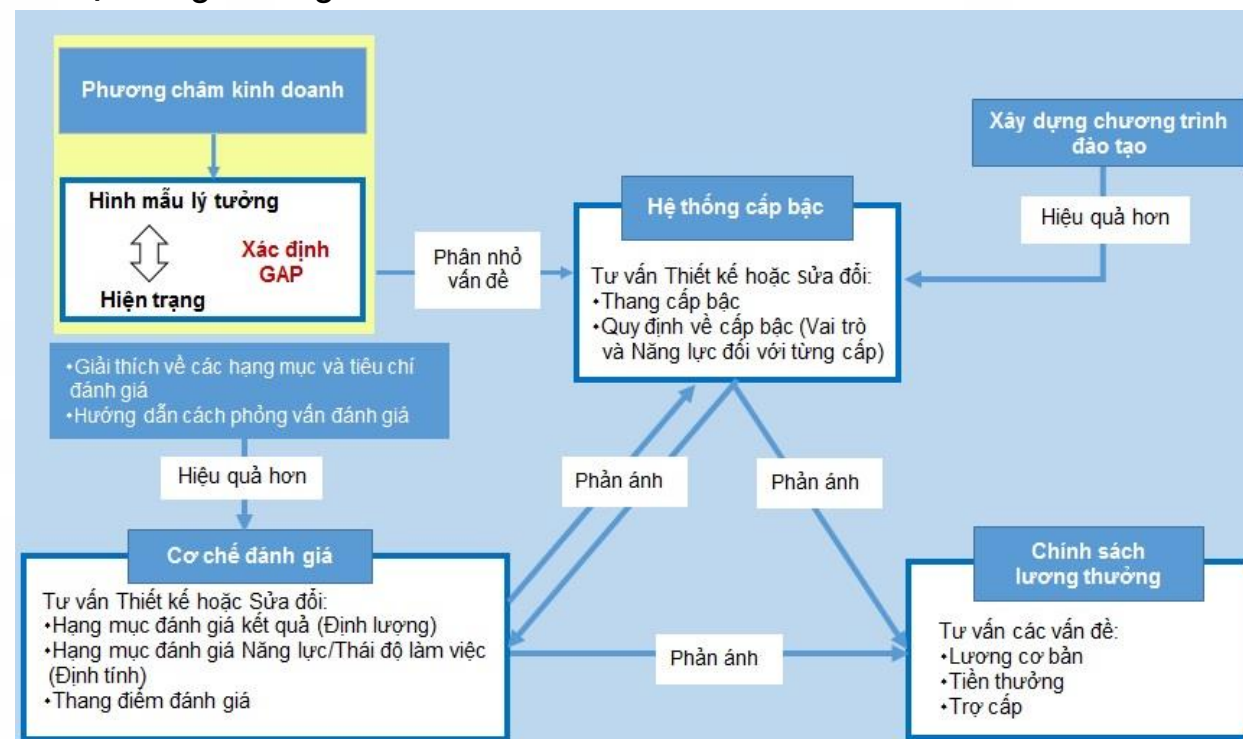 Phương châm kinh doanh
Hình mẫu lý tưởng
Xác định
GAP
Hiện trạng
Phân nhỏ
vấn đề
Hệ thống cấp bậc
Tư vấn Thiết kế hoặc sửa đổi:
•Thang cấp bậc
•Quy định về cấp bậc (Vai trò
và Năng lực đối với từng cấp)
Xây dựng chương trình
đào tạo
Hiệu quả hơn
•Giải thích về các hạng mục và tiêu chí
đánh giá
•Hướng dẫn cách phỏng vấn đánh giá
Hiệu quả hơn
Phản ánh
Phản ánh
Cơ chế đánh giá
Tư vấn Thiết kế hoặc Sửa đổi:
•Hạng mục đánh giá kết quả (Định lượng)
•Hạng mục đánh giá Năng lực/Thái độ làm việc
(Định tính)
•Thang điểm đánh giá
Phản ánh
Chính sách
lương thưởng
Tư vấn các vấn đề:
•Lương cơ bản
•Tiền thưởng
•Trợ cấp